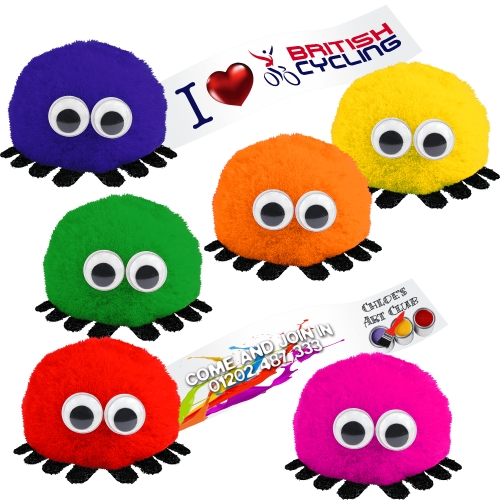 I ❤ BRITISH
CYCLING
COME AND JOIN IN
01202 487 333
CHLOE'S
ART CLUB